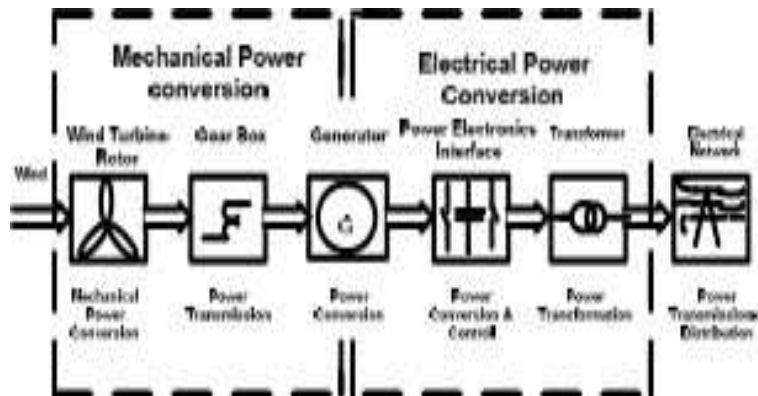 Mechanical Power
conversion
Electrical Power
Conversion
Wind
Wind Turbine
Rotor
Gear Box
Generator
Power Electronics
Interface
Transformer
Electrical
Network
G
Mechanical
Power
Conversion
Power
Transmission
Power
Conversion
Power
Conversion &
Control
Power
Transformation
Power
Transmission
Distribution